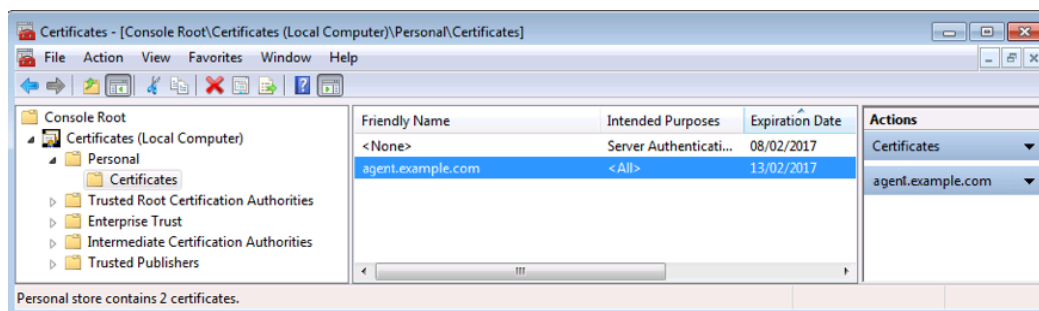 Certificates - [Console Root\Certificates (Local Computer)\Personal\Certificates]
File Action View Favorites Window Help
Console Root
Certificates (Local Computer)
Personal
Certificates
Trusted Root Certification Authorities
Enterprise Trust
Intermediate Certification Authorities
Trusted Publishers
Friendly Name Intended Purposes Expiration Date
<None> Server Authenticati... 08/02/2017
agent.example.com <All> 13/02/2017
Actions
Certificates
agent.example.com
Personal store contains 2 certificates.